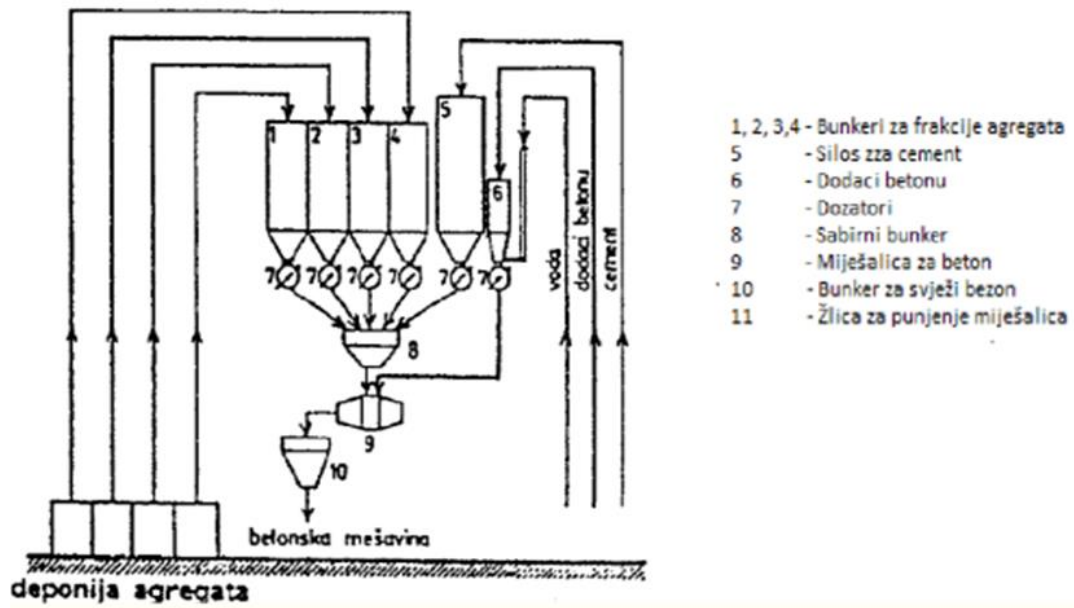 1
2
3
4
5
6
7
7
7
7
7
7
8
9
10
voda
dodaci betonu
cement
betonska mešavina
deponija agregata
1, 2, 3,4 - Bunkeri za frakcije agregata
5 - Silos zza cement
6 - Dodaci betonu
7 - Dozatori
8 - Sabirni bunker
9 - Miješalica za beton
10 - Bunker za svježi bezon
11 - Žlica za punjenje miješalica